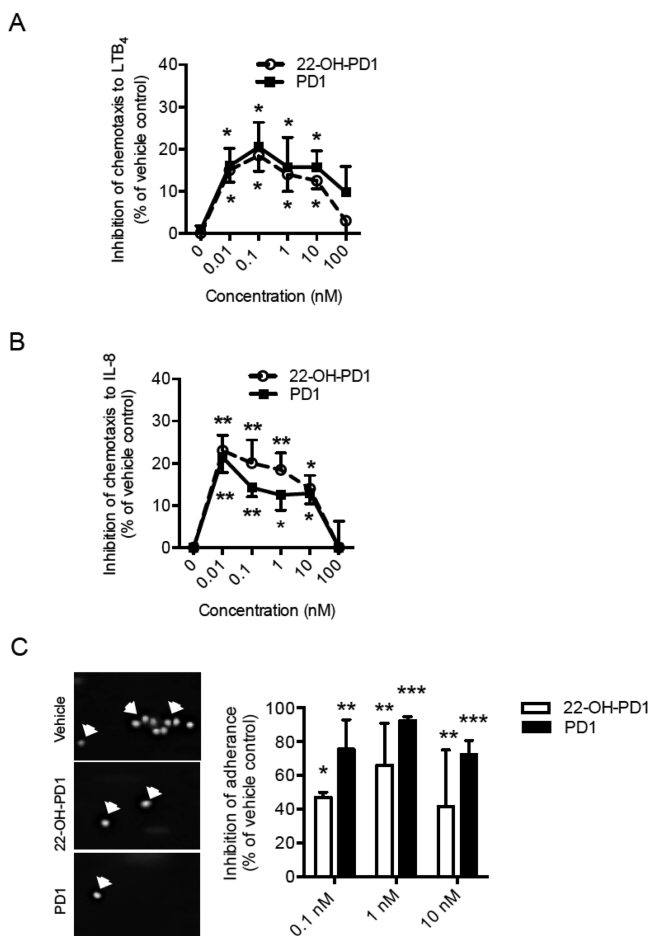 A
22-OH-PD1
PD1
Inhibition of chemotaxis to LTB4
(% of vehicle control)
40
30
20
10
0
* * * *
* * * *
0 0.01 0.1 1 10 100
Concentration (nM)
B
22-OH-PD1
PD1
Inhibition of chemotaxis to IL-8
(% of vehicle control)
40
30
20
10
0
** ** ** *
** ** * *
0 0.01 0.1 1 10 100
Concentration (nM)
C
Vehicle
22-OH-PD1
PD1
Inhibition of adherance
(% of vehicle control)
100
80
60
40
20
0
* ** ** *** ** ***
0.1 nM 1 nM 10 nM
22-OH-PD1
PD1